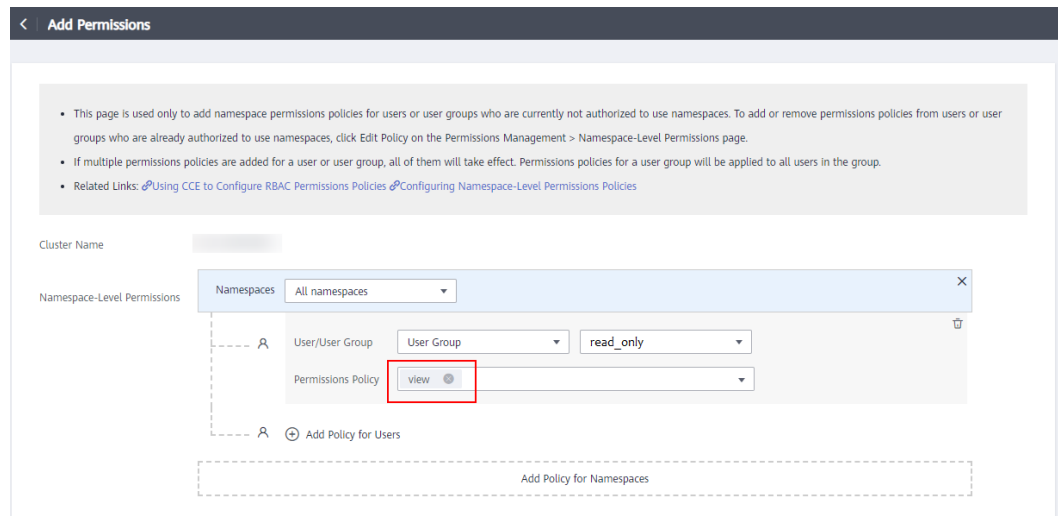 Add Permissions
• This page is used only to add namespace permissions policies for users or user groups who are currently not authorized to use namespaces. To add or remove permissions policies from users or user
groups who are already authorized to use namespaces, click Edit Policy on the Permissions Management > Namespace-Level Permissions page.
• If multiple permissions policies are added for a user or user group, all of them will take effect. Permissions policies for a user group will be applied to all users in the group.
• Related Links: Using CCE to Configure RBAC Permissions Policies Configuring Namespace-Level Permissions Policies
Cluster Name
Namespace-Level Permissions
Namespaces All namespaces
User/User Group User Group read_only
Permissions Policy view
Add Policy for Users
Add Policy for Namespaces